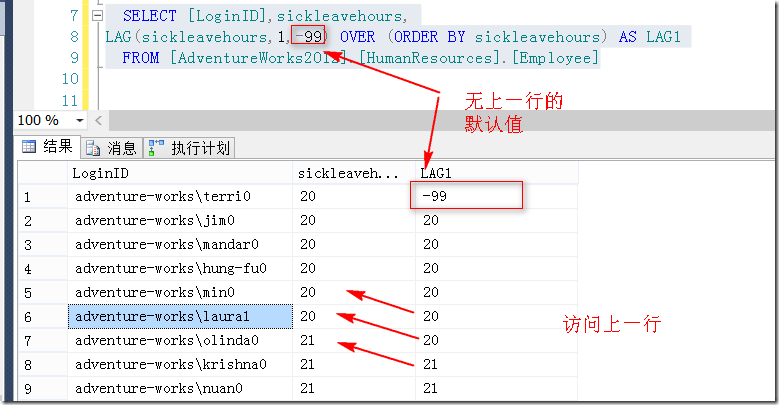 7 SELECT [LoginID],sickleavehours,
8 LAG(sickleavehours,1,-99) OVER (ORDER BY sickleavehours) AS LAG1
9 FROM [AdventureWorks2012].[HumanResources].[Employee]
10
11
无上一行的
默认值
100 %
结果 消息 执行计划
LoginID sickleaveh... LAG1
1 adventure-works\terri0 20 -99
2 adventure-works\jim0 20 20
3 adventure-works\mandar0 20 20
4 adventure-works\hung-fu0 20 20
5 adventure-works\min0 20 20
6 adventure-works\laura1 20 20
访问上一行
7 adventure-works\olinda0 21 20
8 adventure-works\krishna0 21 21
9 adventure-works\nuan0 21 21